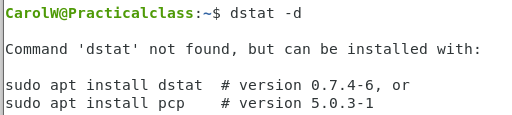 CarolW@Practicalclass:~$ dstat -d
Command 'dstat' not found, but can be installed with:
sudo apt install dstat  # version 0.7.4-6, or
sudo apt install pcp    # version 5.0.3-1